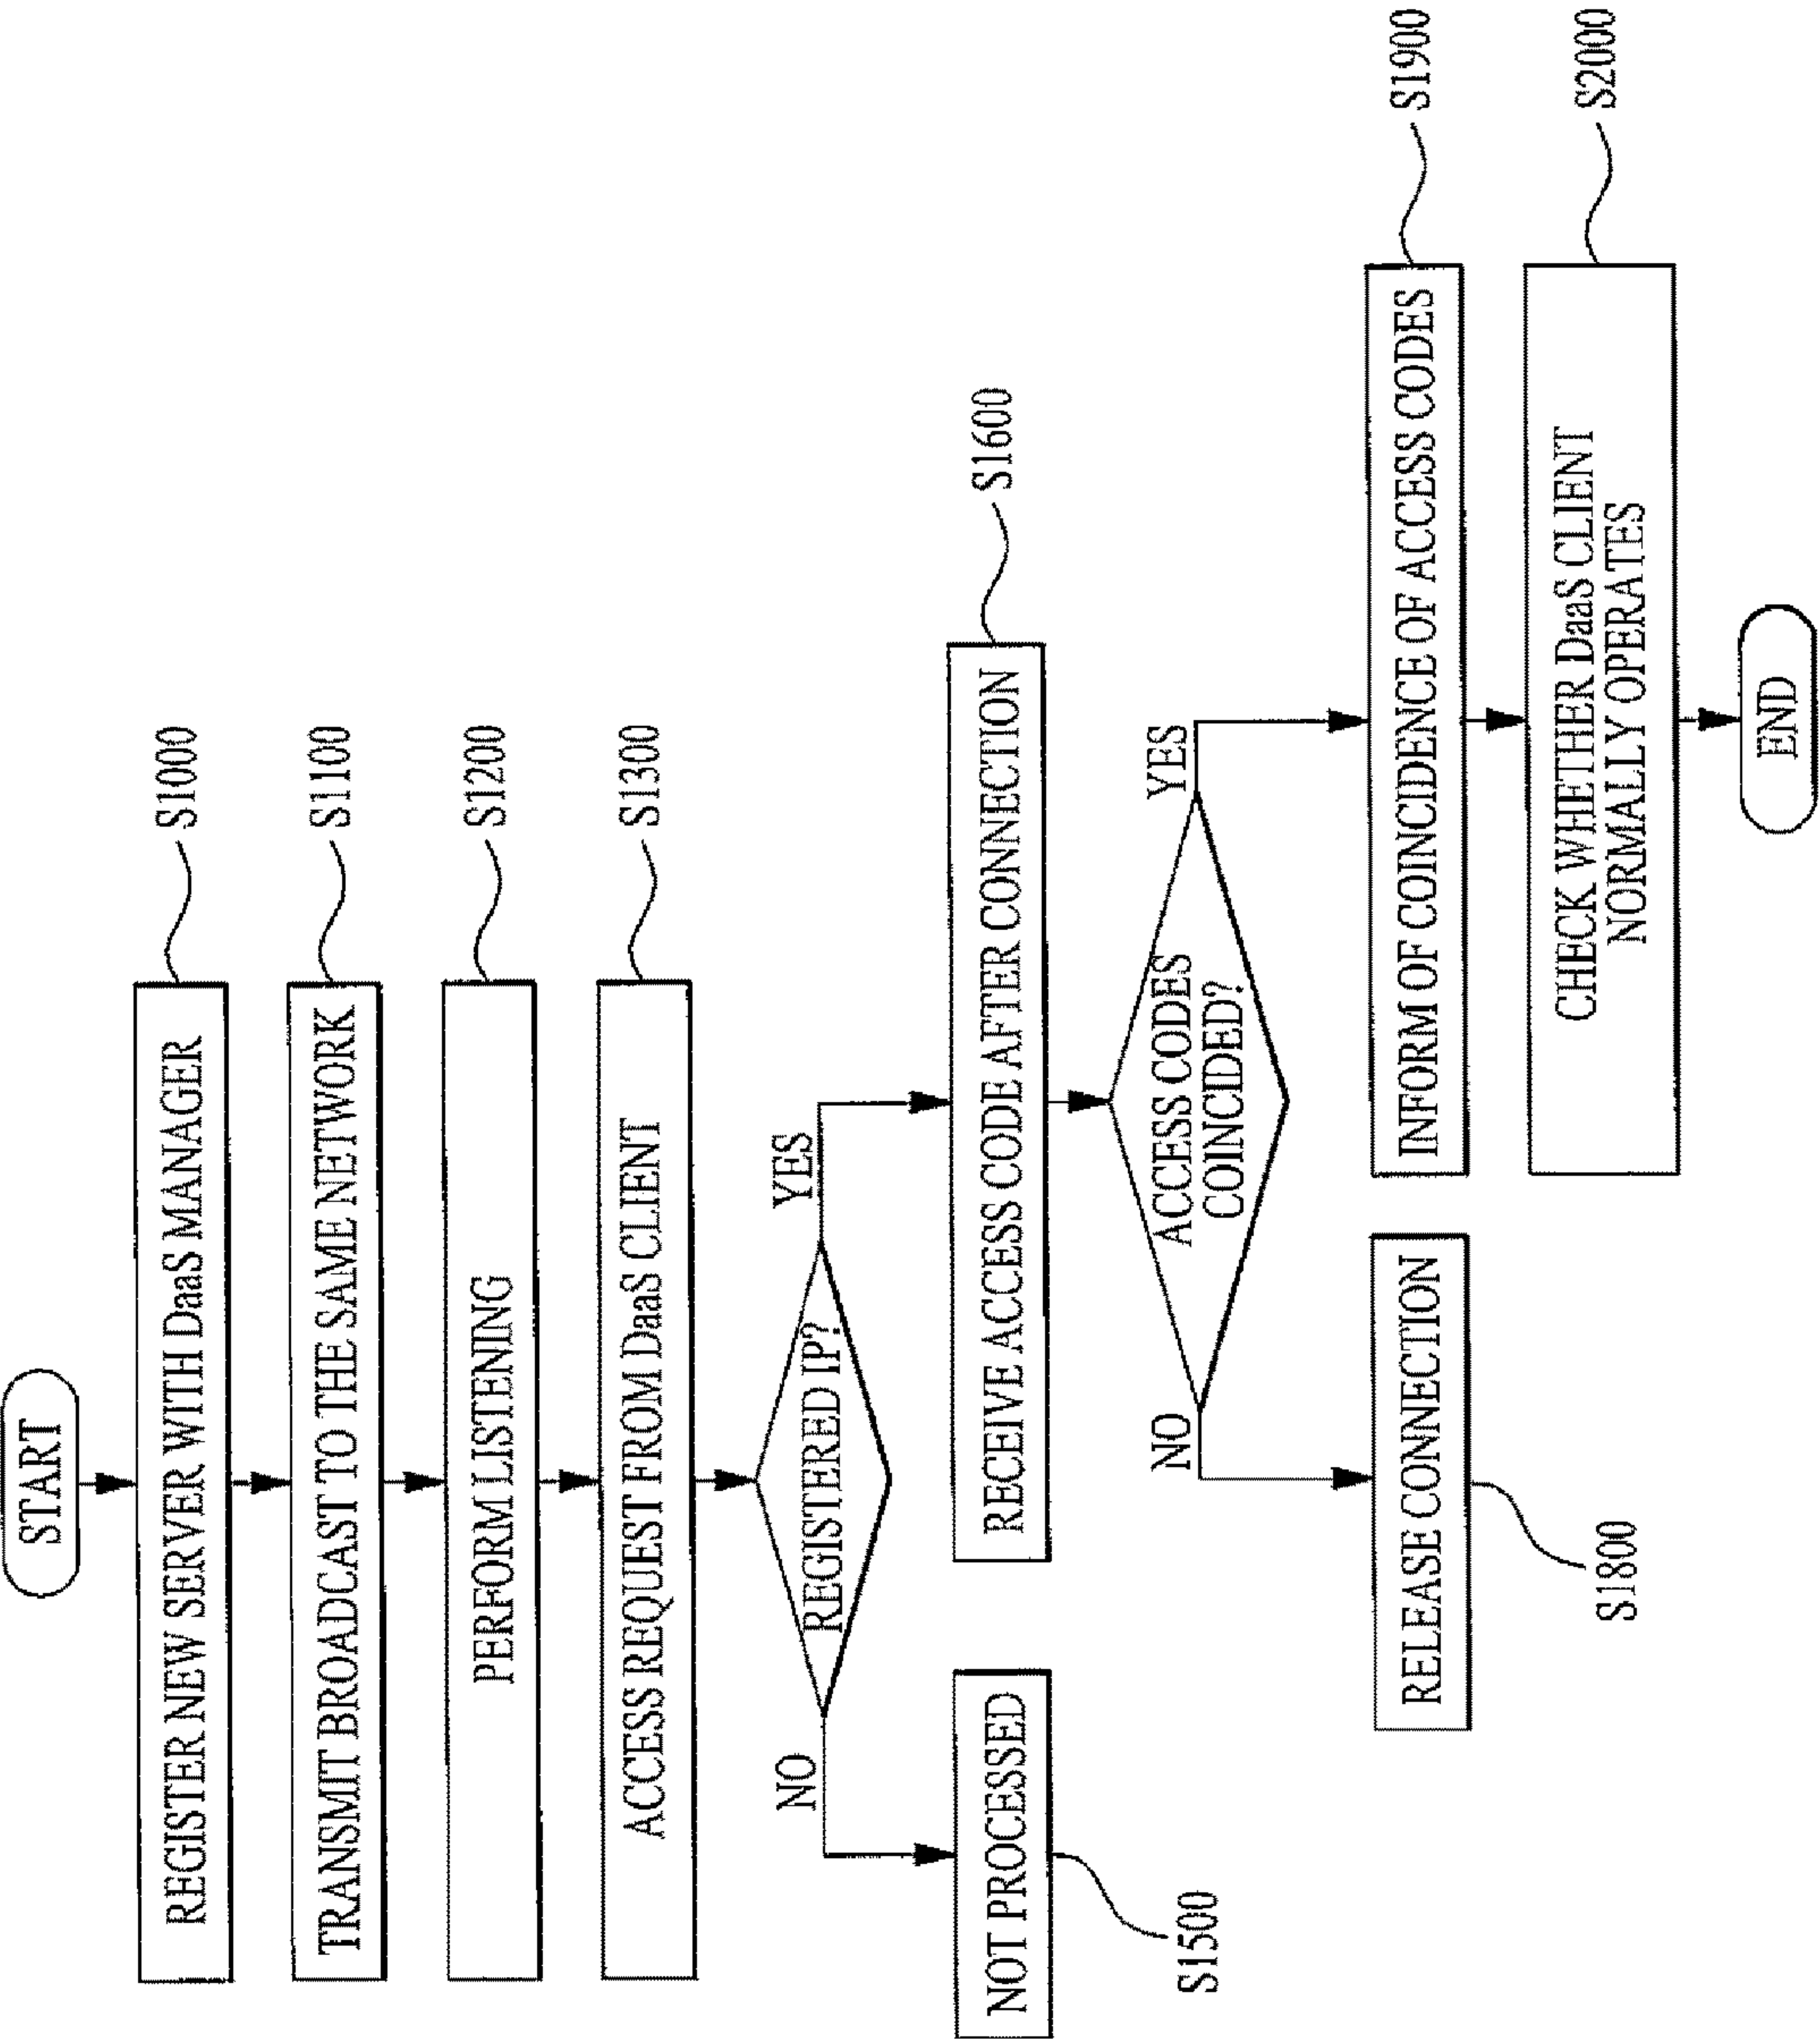 START
REGISTER NEW SERVER WITH DaaS MANAGER
S1000
TRANSMIT BROADCAST TO THE SAME NETWORK
S1100
PERFORM LISTENING
S1200
ACCESS REQUEST FROM DaaS CLIENT
S1300
REGISTERED IP?
NO
YES
NOT PROCESSED
S1500
RECEIVE ACCESS CODE AFTER CONNECTION
S1600
ACCESS CODES
COINCIDED?
NO
YES
RELEASE CONNECTION
S1800
INFORM OF COINCIDENCE OF ACCESS CODES
S1900
CHECK WHETHER DaaS CLIENT
NORMALLY OPERATES
S2000
END